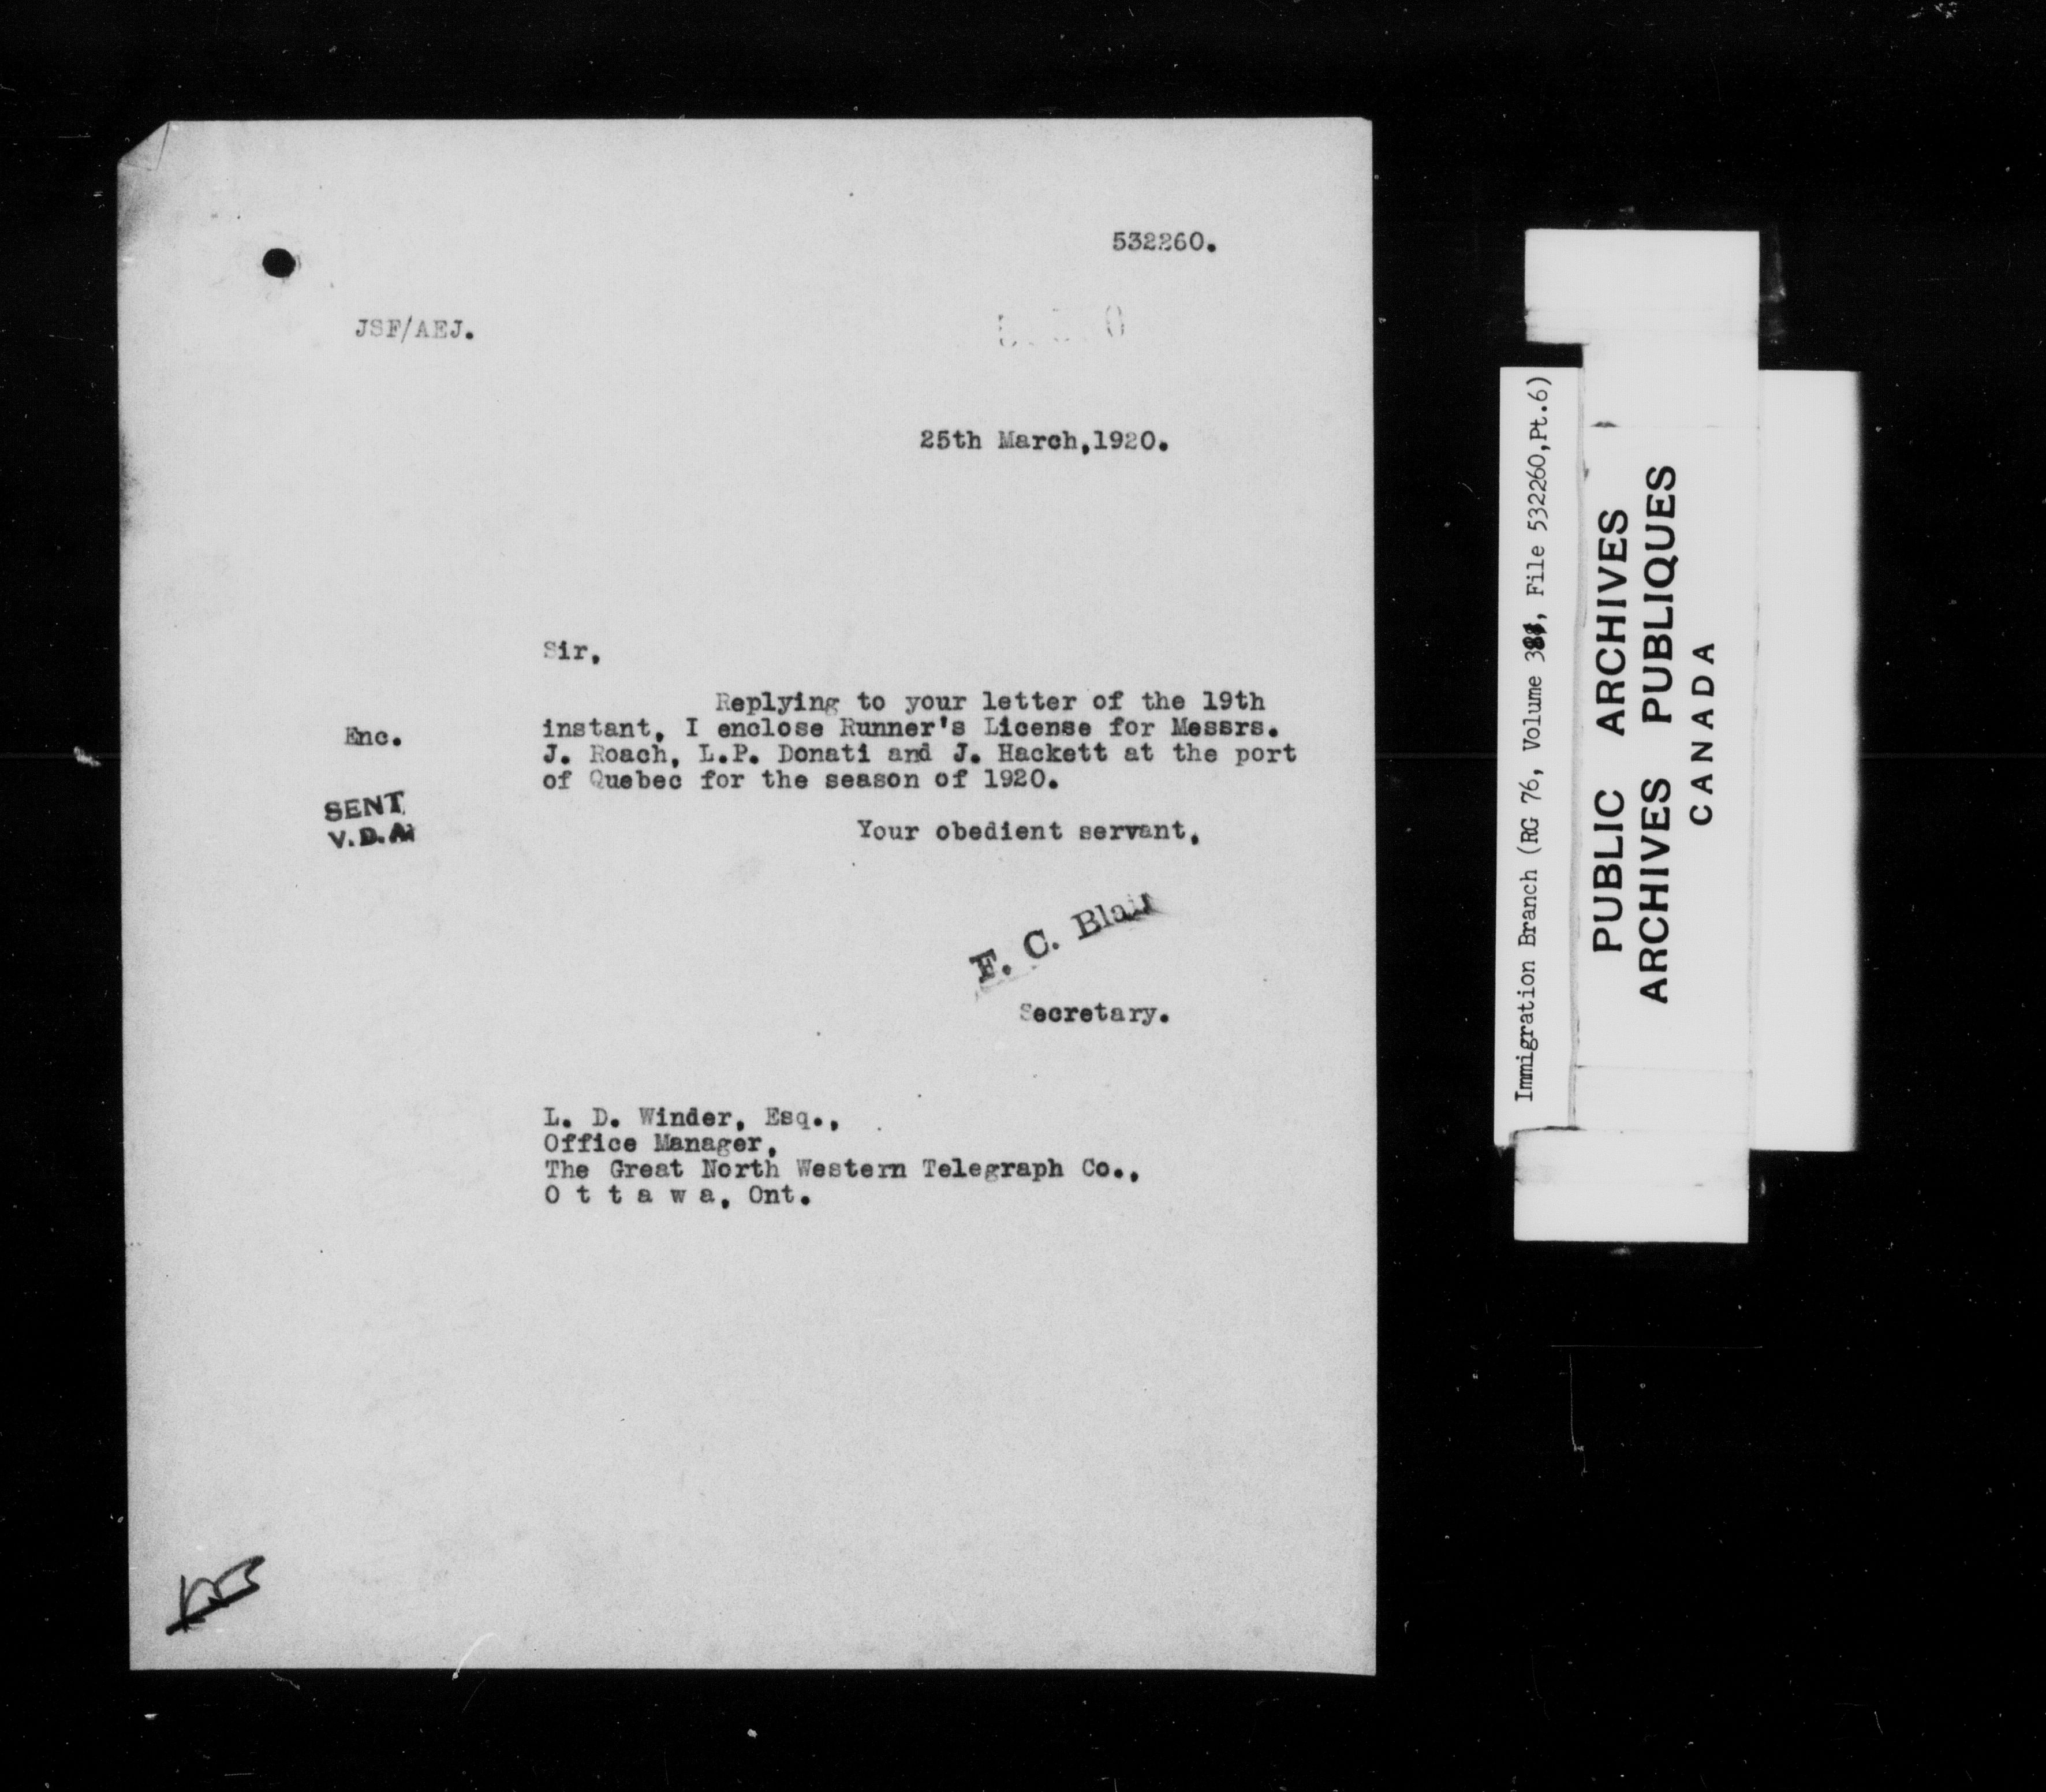 532260.
JSF/AEJ.
25th March,1920.
Sir,
Replying to your letter of the 19th
instant, I enclose Runner's License for Messrs.
J. Roach, L.P. Donati and J. Hackett at the port
of Quebec for the season of 1920.
Enc.
SENT
V.D.A.
Your obedient servant,
F. C. Blair
Secretary.
L. D. Winder, Esq.,
Office Manager,
The Great North Western Telegraph Co.,
O t t a w a, Ont.
Immigration Branch (RG 76, Volume , File 532260,Pt.6)
PUBLIC ARCHIVES
ARCHIVES PUBLIQUES
CANADA